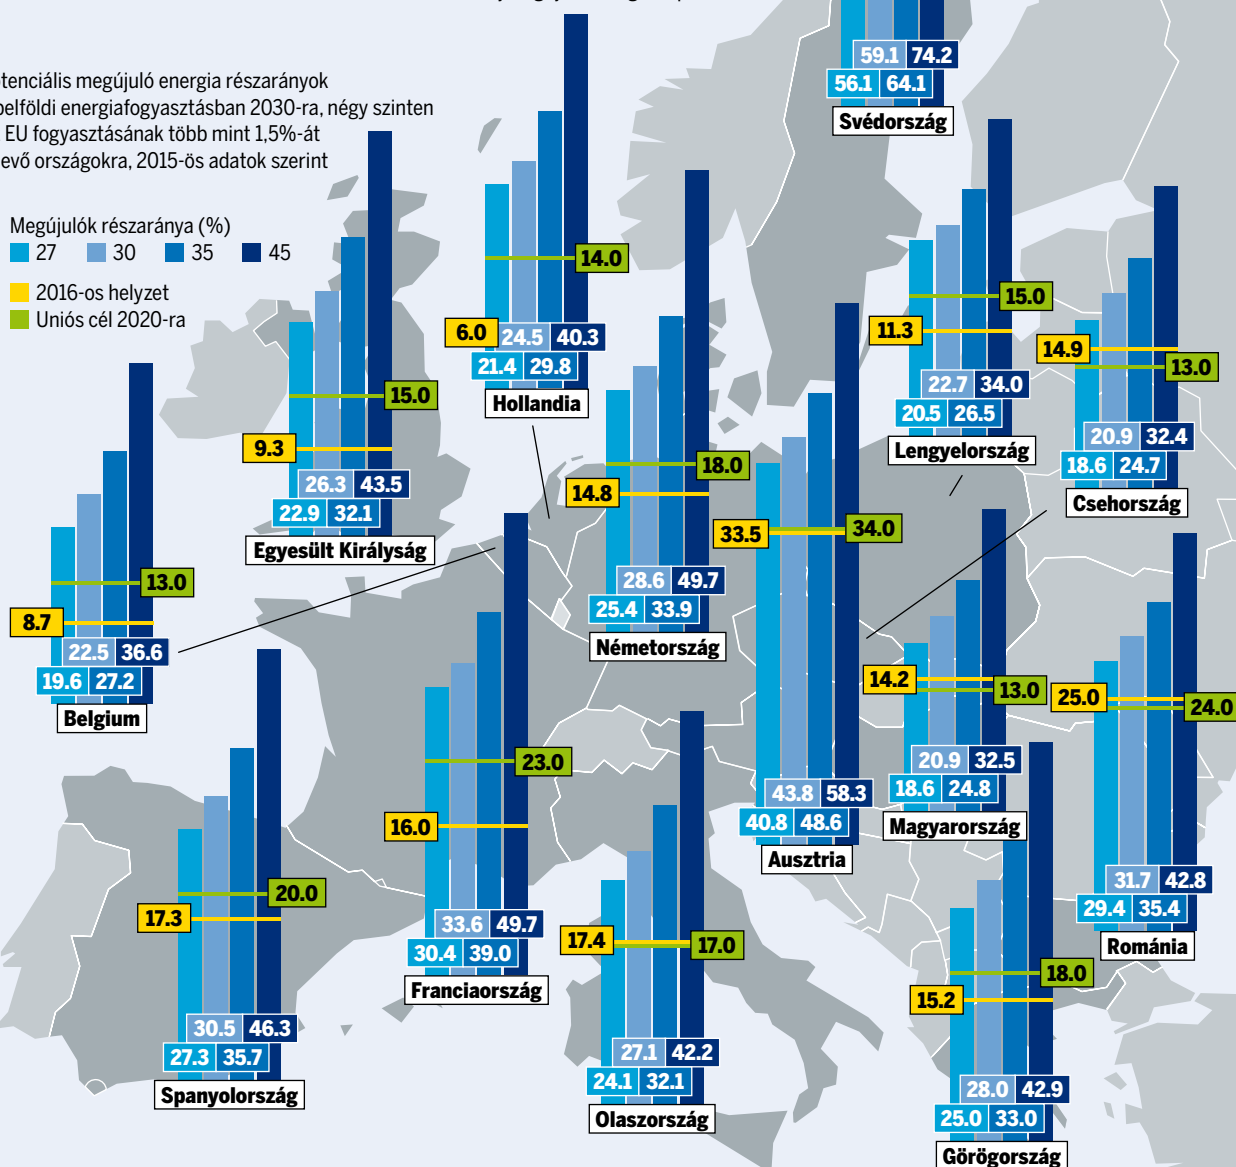 potenciális megújuló energia részarányok
belföldi energiafogyasztásban 2030-ra, négy szinten
EU fogyasztásának több mint 1,5%-át
országokra, 2015-ös adatok szerint
Megújulók részaránya (%)
27 30 35 45
2016-os helyzet
Uniós cél 2020-ra
59.1 74.2
56.1 64.1
Svédország
14.0
6.0
24.5 40.3
21.4 29.8
Hollandia
15.0
11.3
22.7 34.0
20.5 26.5
Lengyelország
14.9
13.0
20.9 32.4
18.6 24.7
Csehország
15.0
9.3
26.3 43.5
22.9 32.1
Egyesült Királyság
18.0
14.8
28.6 49.7
25.4 33.9
Németország
33.5
34.0
43.8 58.3
40.8 48.6
Ausztria
13.0
8.7
22.5 36.6
19.6 27.2
Belgium
14.2
13.0
20.9 32.5
18.6 24.8
Magyarország
25.0
24.0
31.7 42.8
29.4 35.4
Románia
23.0
16.0
33.6 49.7
30.4 39.0
Franciaország
20.0
17.3
30.5 46.3
27.3 35.7
Spanyolország
17.4
17.0
27.1 42.2
24.1 32.1
Olaszország
18.0
15.2
28.0 42.9
25.0 33.0
Görögország